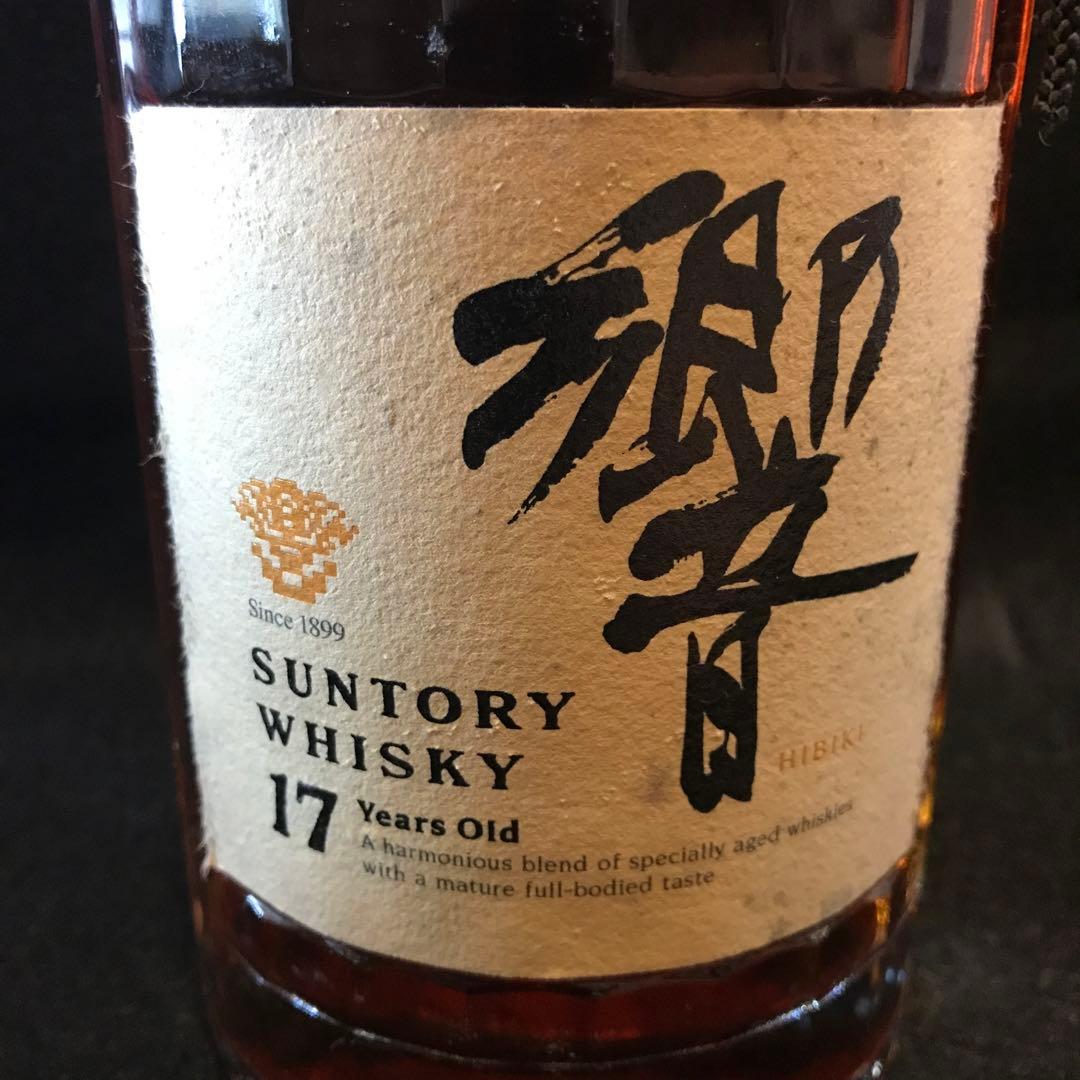 響
HIBIKI
Since 1899
SUNTORY
WHISKY
17 Years Old
A harmonious blend of specially aged whiskies
with a mature full-bodied taste